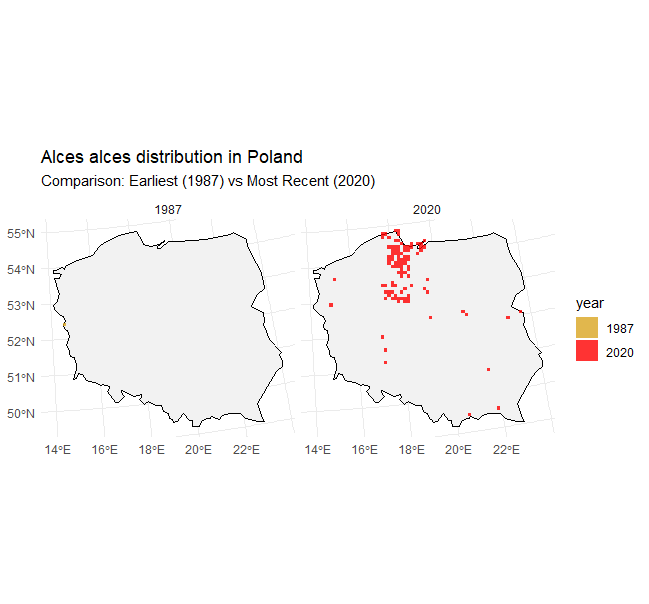 Alces alces distribution in Poland
Comparison: Earliest (1987) vs Most Recent (2020)
1987
2020
55°N
54°N
53°N
52°N
51°N
50°N
14°E 16°E 18°E 20°E 22°E
14°E 16°E 18°E 20°E 22°E
year
1987
2020